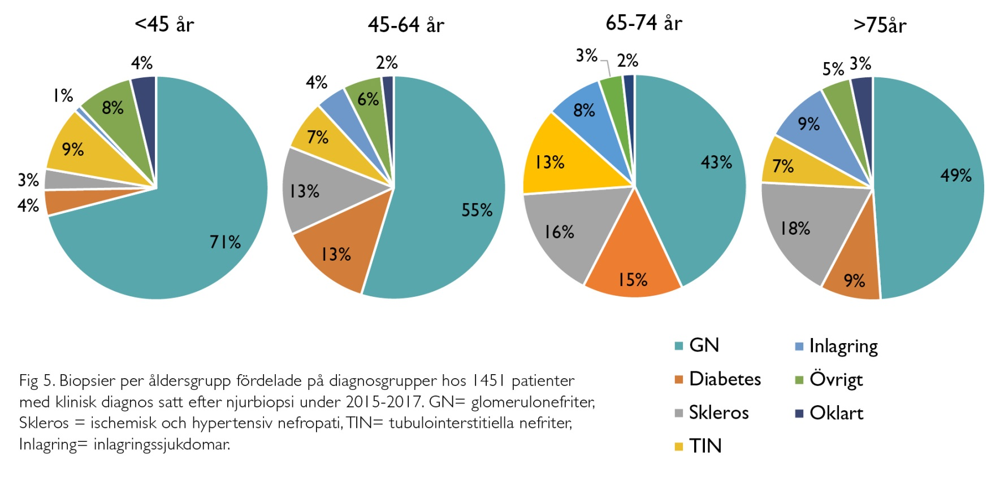 <45 år
45-64 år
65-74 år
>75år
4%
1%
8%
9%
3%
4%
71%
2%
4%
6%
7%
13%
13%
55%
3%
2%
8%
13%
16%
15%
43%
5%
3%
9%
7%
18%
9%
49%
GN
Diabetes
Skleros
TIN
Inlagring
Övrigt
Oklart
Fig 5. Biopsier per åldersgrupp fördelade på diagnosgrupper hos 1451 patienter
med klinisk diagnos satt efter njurbiopsi under 2015-2017. GN= glomerulonefriter,
Skleros = ischemisk och hypertensiv nefropati, TIN= tubulointerstitiella nefriter,
Inlagring= inlagringssjukdomar.